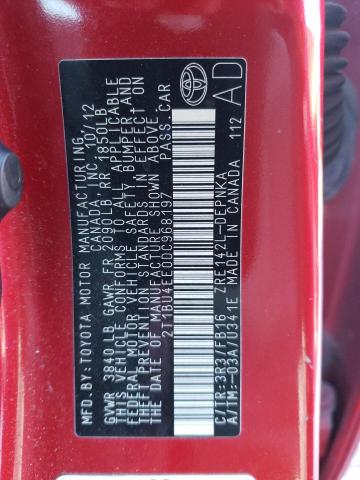 MFD.BY:TOYOTA MOTOR MANUFACTURING
CANADA INC. 10/12
GVWR 3840LB GAWR FR 2090LB RR 1850LB
THIS VEHICLE CONFORMS TO ALL APPLICABLE
FEDERAL MOTOR VEHICLE SAFETY, BUMPER AND
THEFT PREVENTION STANDARDS IN EFFECT ON
THE DATE OF MANUFACTURE SHOWN ABOVE.
2T1BU4EE1DC968197 PASS.CAR
C/TR:3R3/FB16 ZRE142L-DEPNKA
A/TM:-03A/U341E MADE IN CANADA 112
AD